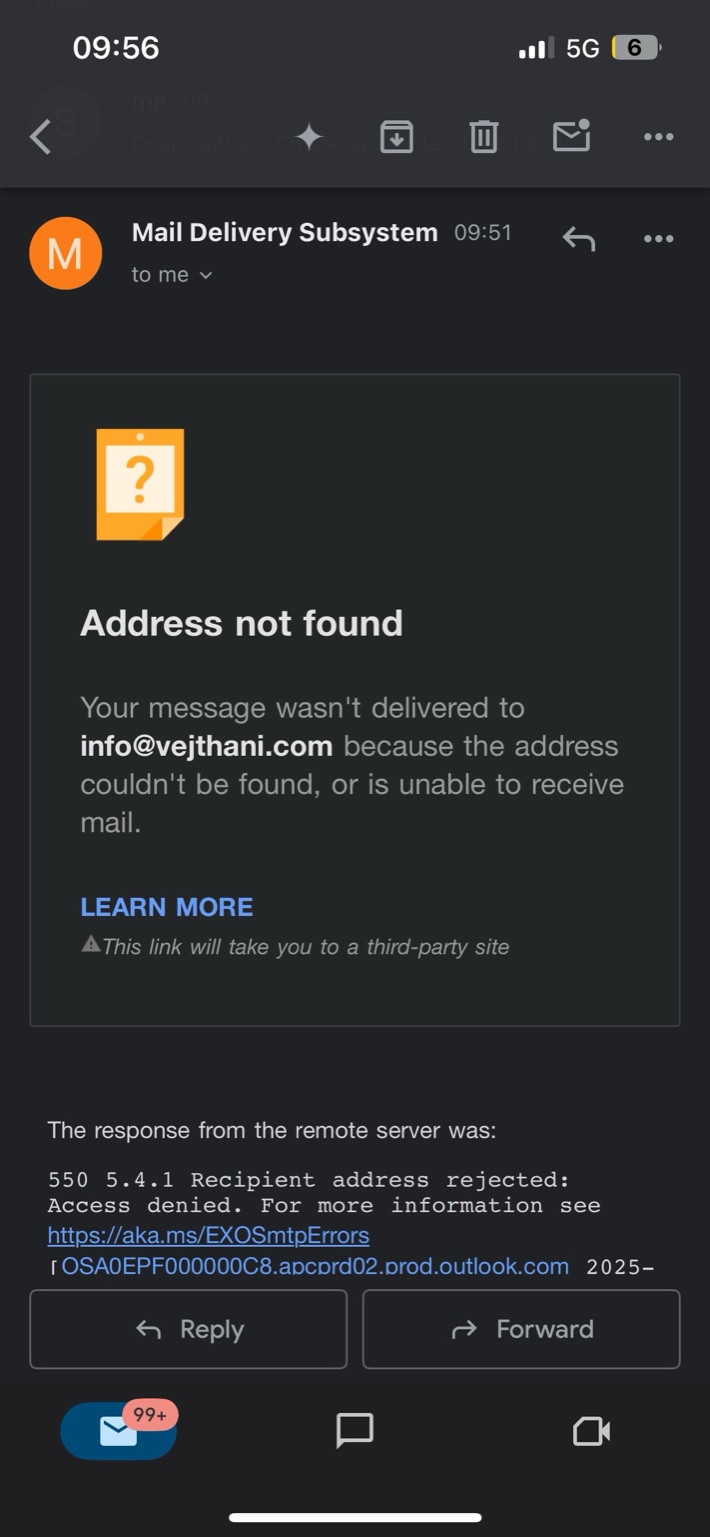 09:56
5G
6
me 09:51
Mail Delivery Subsystem 09:51
M
to me
?
Address not found
Your message wasn't delivered to
info@vejthani.com because the address
couldn't be found, or is unable to receive
mail.
LEARN MORE
This link will take you to a third-party site
The response from the remote server was:
550 5.4.1 Recipient address rejected:
Access denied. For more information see
https://aka.ms/EXOSmtpErrors
[OSA0EPF000000C8.apcprd02.prod.outlook.com 2025-
Reply
Forward
99+